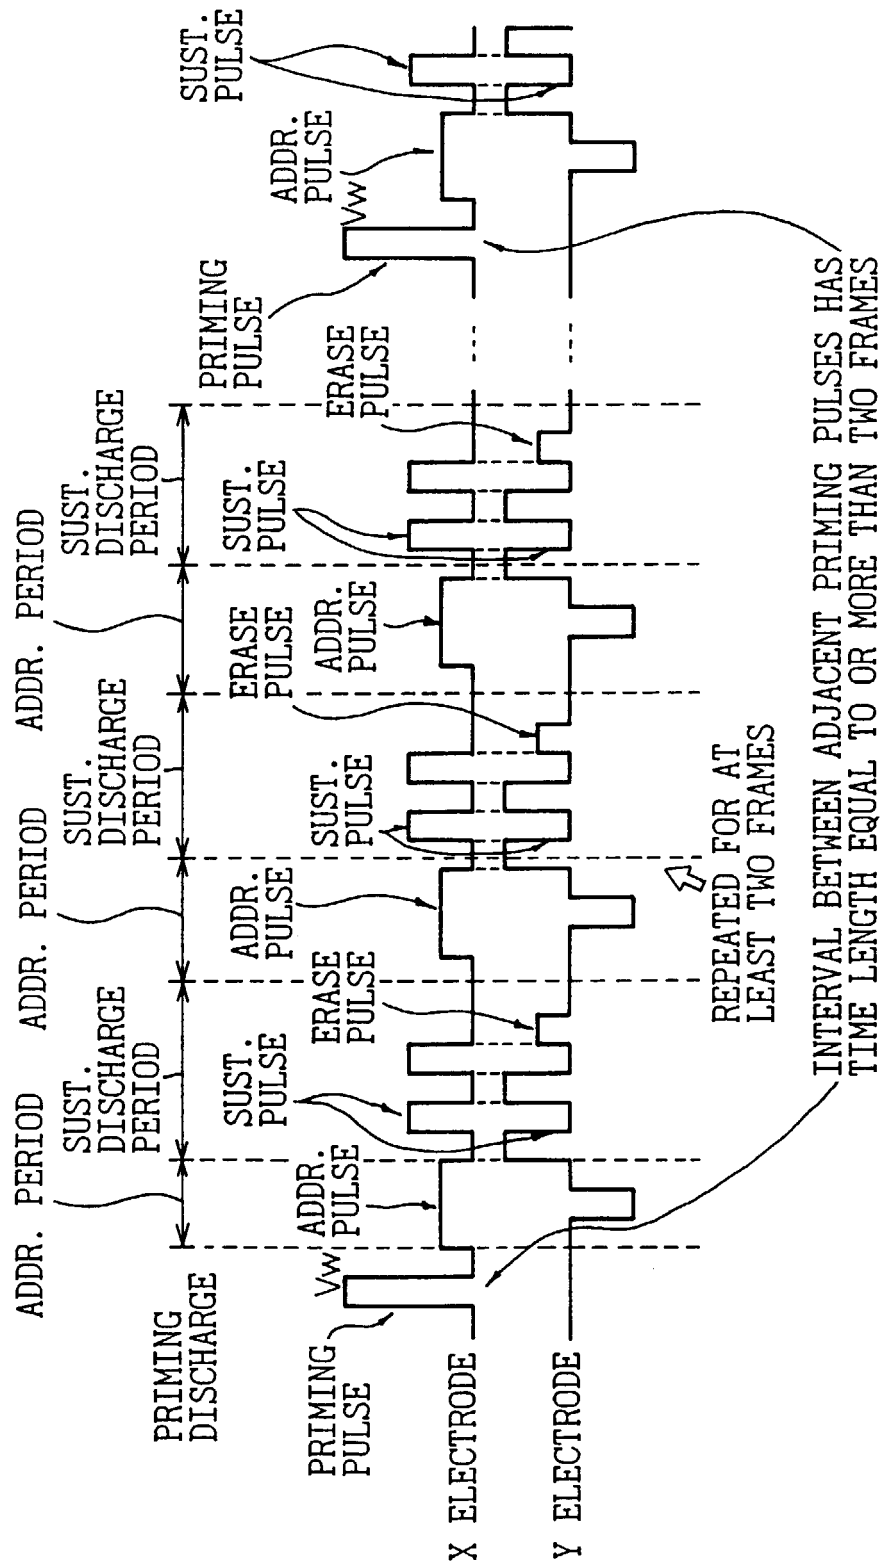 ADDR. PERIOD
ADDR. PERIOD
ADDR. PERIOD
PRIMING
DISCHARGE
SUST.
DISCHARGE
PERIOD
SUST.
DISCHARGE
PERIOD
SUST.
DISCHARGE
PERIOD
PRIMING
PULSE
Vw
ADDR.
PULSE
SUST.
PULSE
ERASE
PULSE
ADDR.
PULSE
SUST.
PULSE
ERASE
PULSE
ADDR.
PULSE
SUST.
PULSE
ERASE
PULSE
PRIMING
PULSE
Vw
ADDR.
PULSE
SUST.
PULSE
X ELECTRODE
Y ELECTRODE
REPEATED FOR AT
LEAST TWO FRAMES
INTERVAL BETWEEN ADJACENT PRIMING PULSES HAS
TIME LENGTH EQUAL TO OR MORE THAN TWO FRAMES